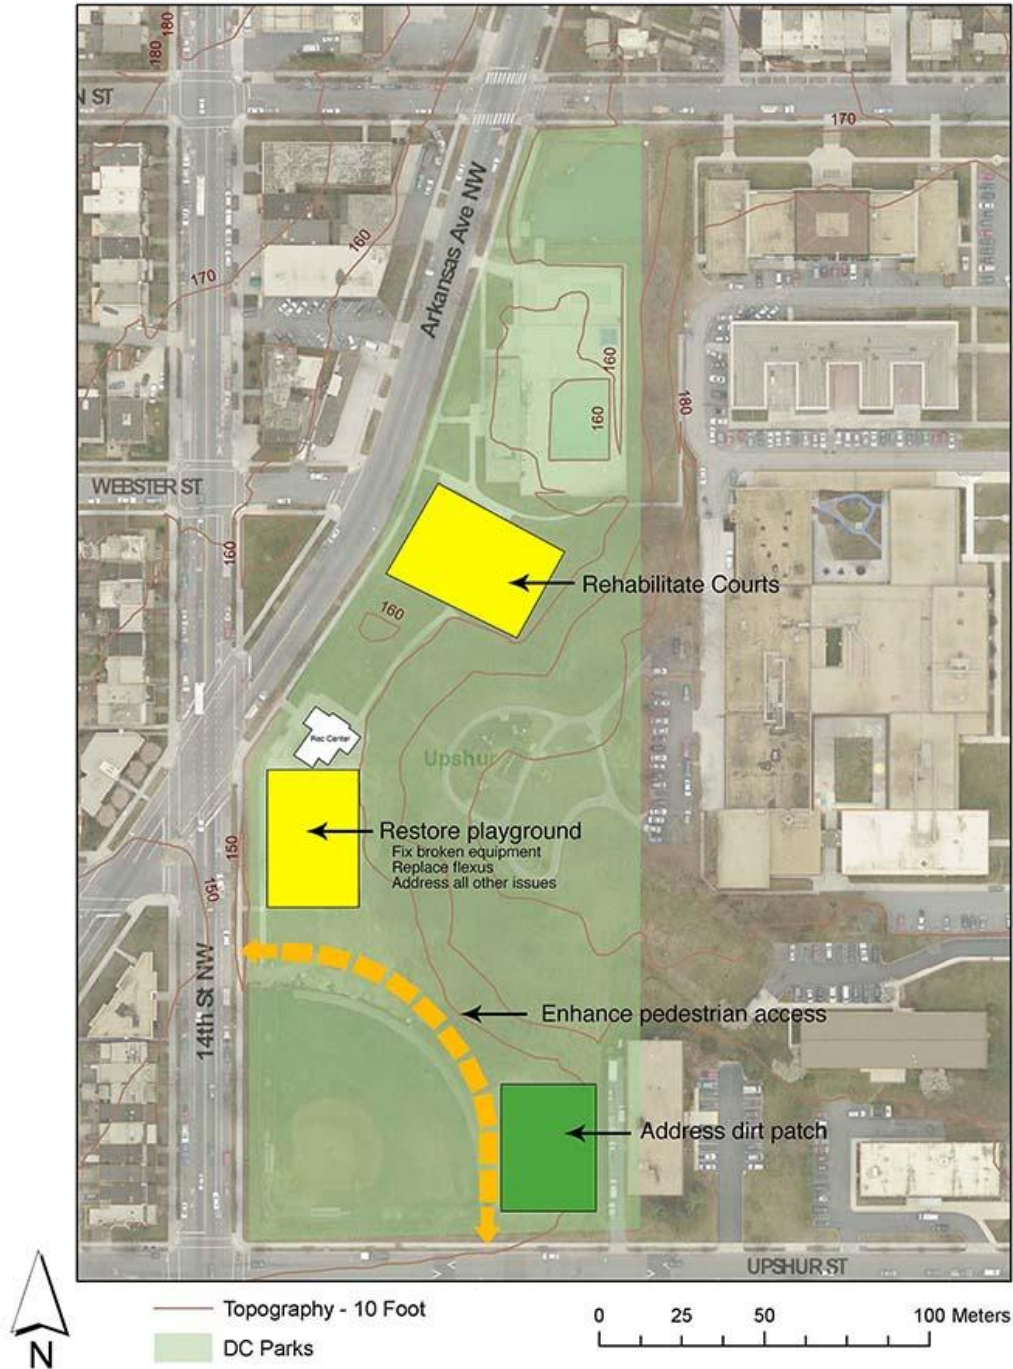 180
180
N ST
170
Arkansas Ave NW
160
170
160
160
180
WEBSTER ST
160
Rehabilitate Courts
160
Rec Center
Upshur
Restore playground
Fix broken equipment
Replace flexus
Address all other issues
150
150
14th St NW
Enhance pedestrian access
Address dirt patch
UPSHUR ST
N
Topography - 10 Foot
DC Parks
0 25 50 100 Meters